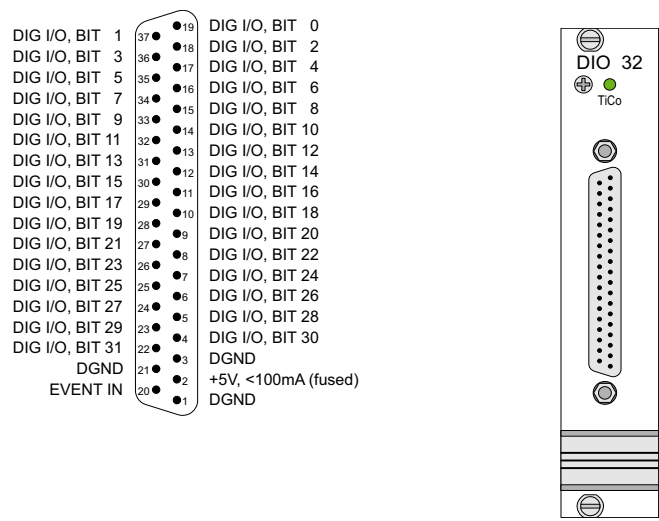 DIG I/O, BIT 1 37 19 DIG I/O, BIT 0
DIG I/O, BIT 3 36 18 DIG I/O, BIT 2
DIG I/O, BIT 5 35 17 DIG I/O, BIT 4
DIG I/O, BIT 7 34 16 DIG I/O, BIT 6
DIG I/O, BIT 9 33 15 DIG I/O, BIT 8
DIG I/O, BIT 11 32 14 DIG I/O, BIT 10
DIG I/O, BIT 13 31 13 DIG I/O, BIT 12
DIG I/O, BIT 15 30 12 DIG I/O, BIT 14
DIG I/O, BIT 17 29 11 DIG I/O, BIT 16
DIG I/O, BIT 19 28 10 DIG I/O, BIT 18
DIG I/O, BIT 21 27 9 DIG I/O, BIT 20
DIG I/O, BIT 23 26 8 DIG I/O, BIT 22
DIG I/O, BIT 25 25 7 DIG I/O, BIT 24
DIG I/O, BIT 27 24 6 DIG I/O, BIT 26
DIG I/O, BIT 29 23 5 DIG I/O, BIT 28
DIG I/O, BIT 31 22 4 DIG I/O, BIT 30
DGND 21 3 DGND
EVENT IN 20 2 +5V, <100mA (fused)
1 DGND
DIO 32
TiCo